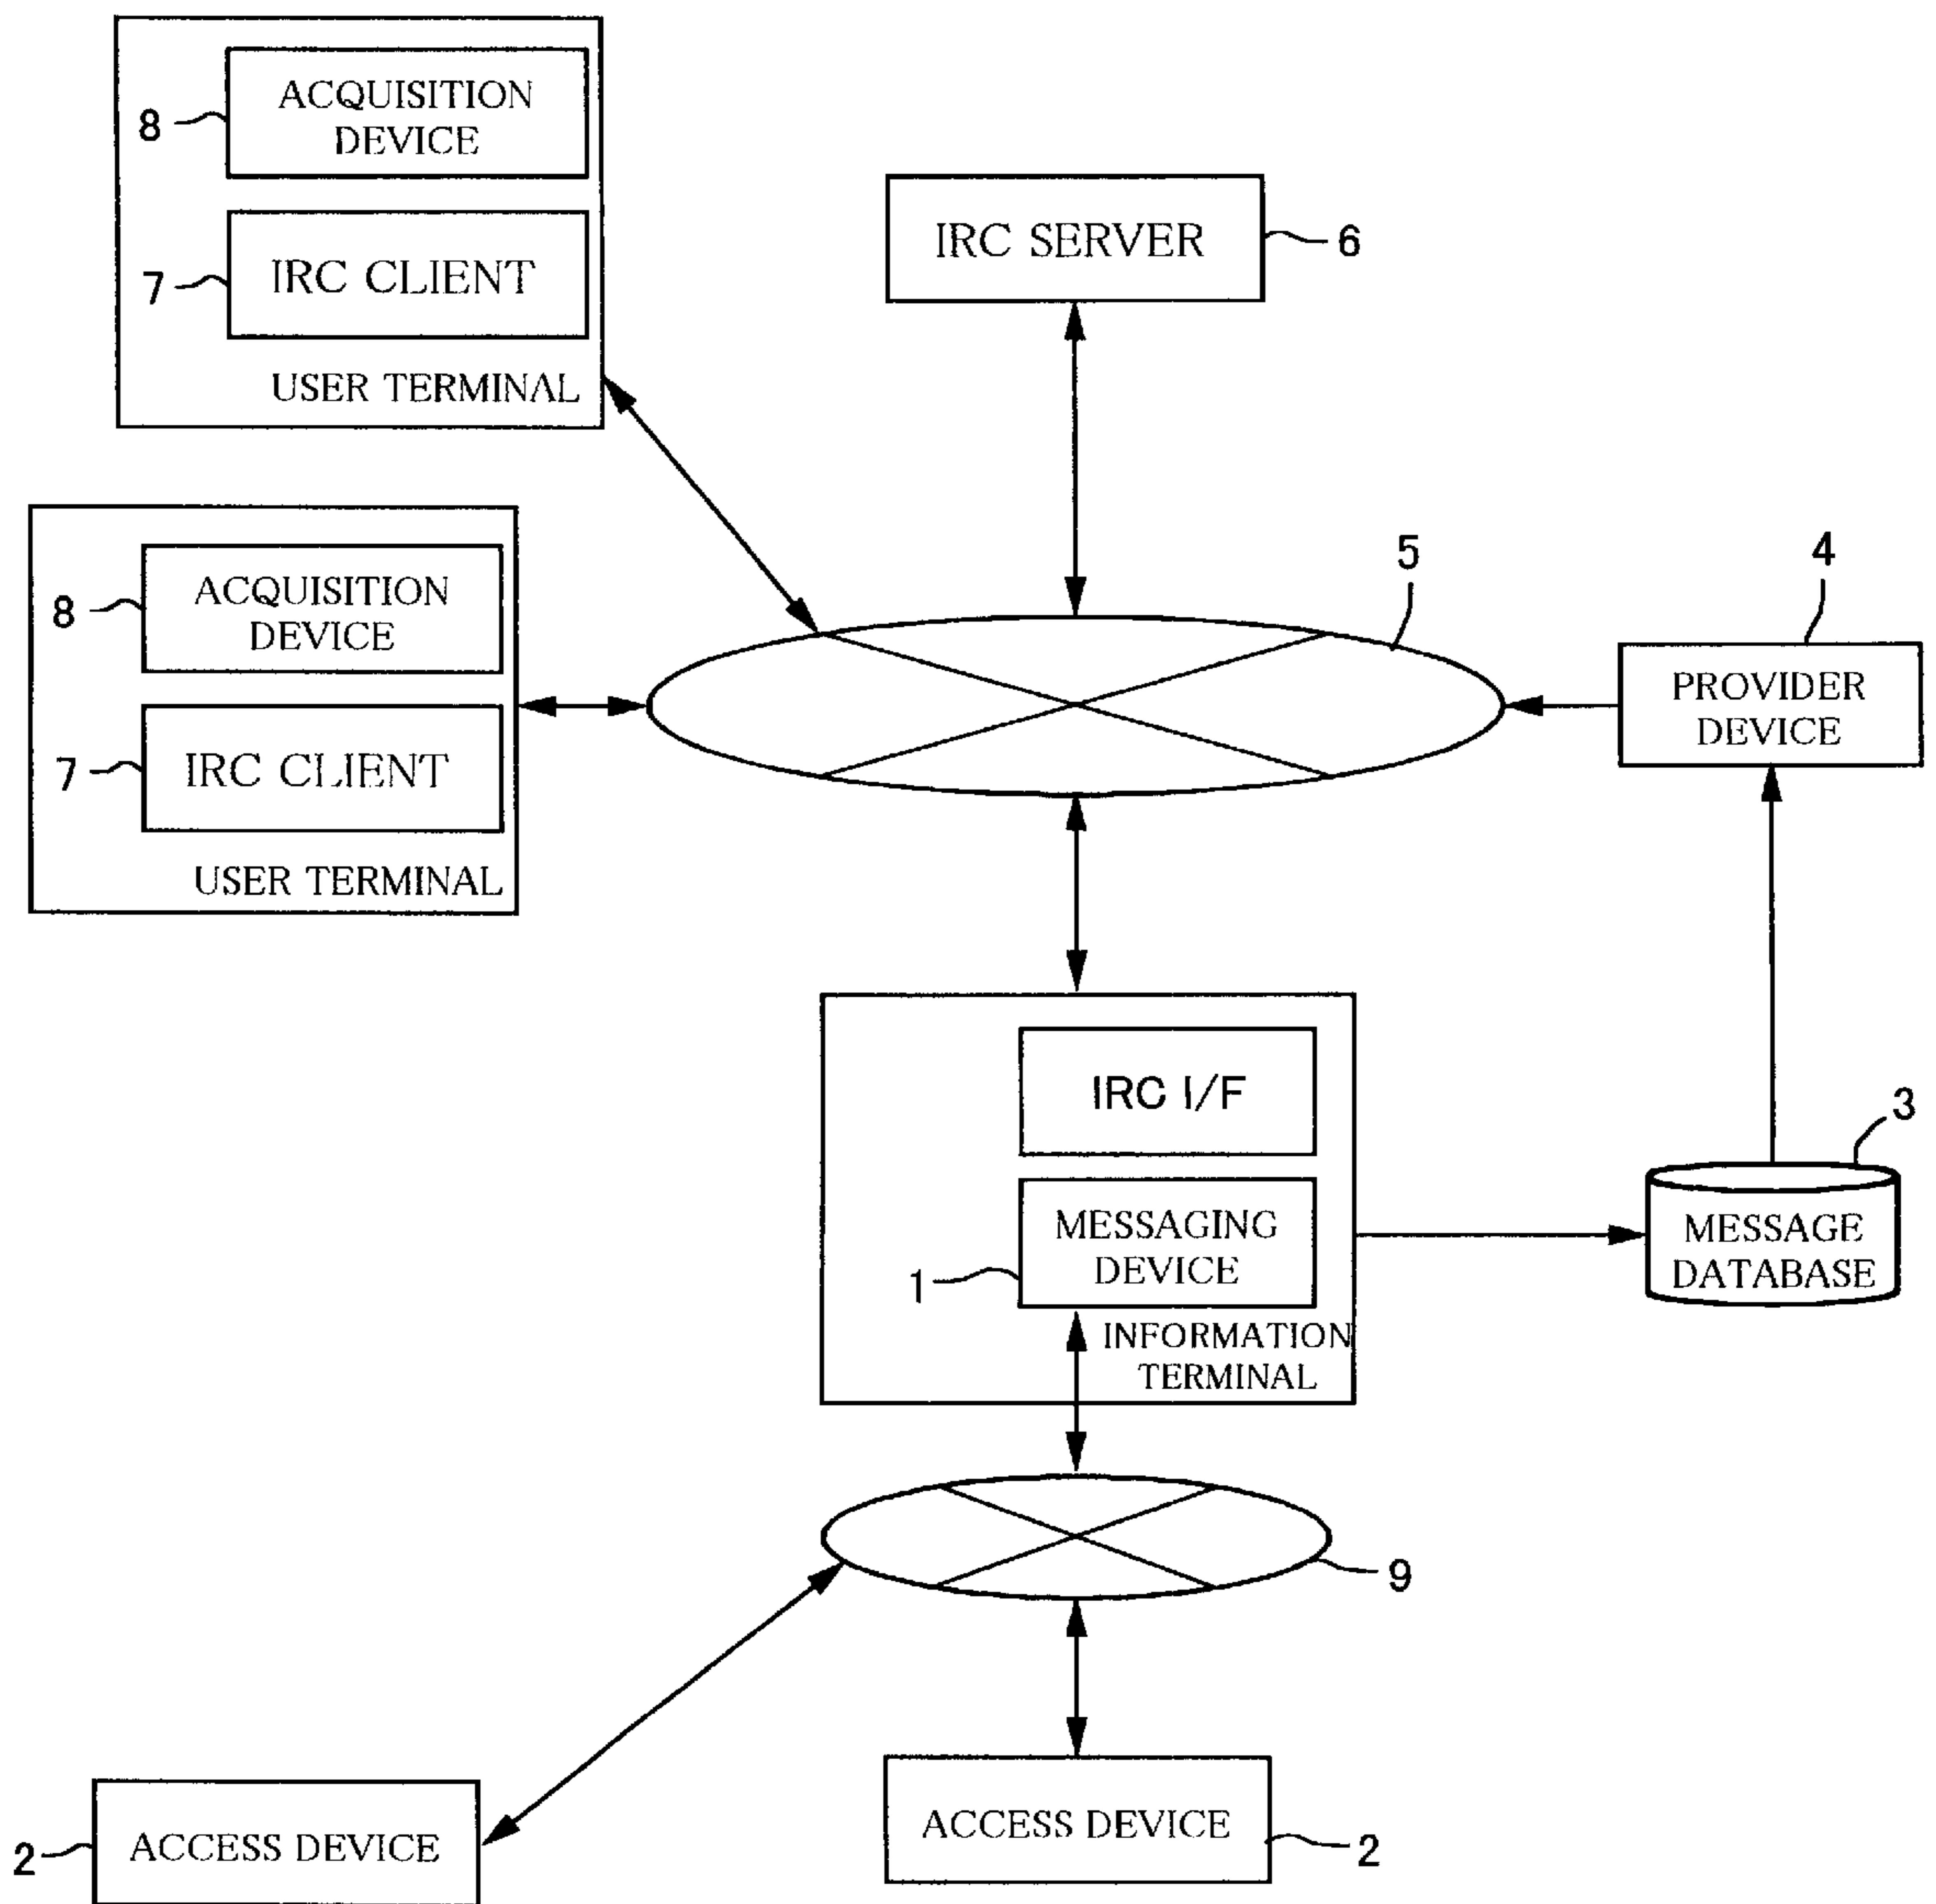 ACQUISITION
DEVICE
8
IRC CLIENT
7
USER TERMINAL
IRC SERVER
6
ACQUISITION
DEVICE
8
IRC CLIENT
7
USER TERMINAL
5
4
PROVIDER
DEVICE
IRC I/F
MESSAGING
DEVICE
1
INFORMATION
TERMINAL
3
MESSAGE
DATABASE
9
2
ACCESS DEVICE
ACCESS DEVICE
2